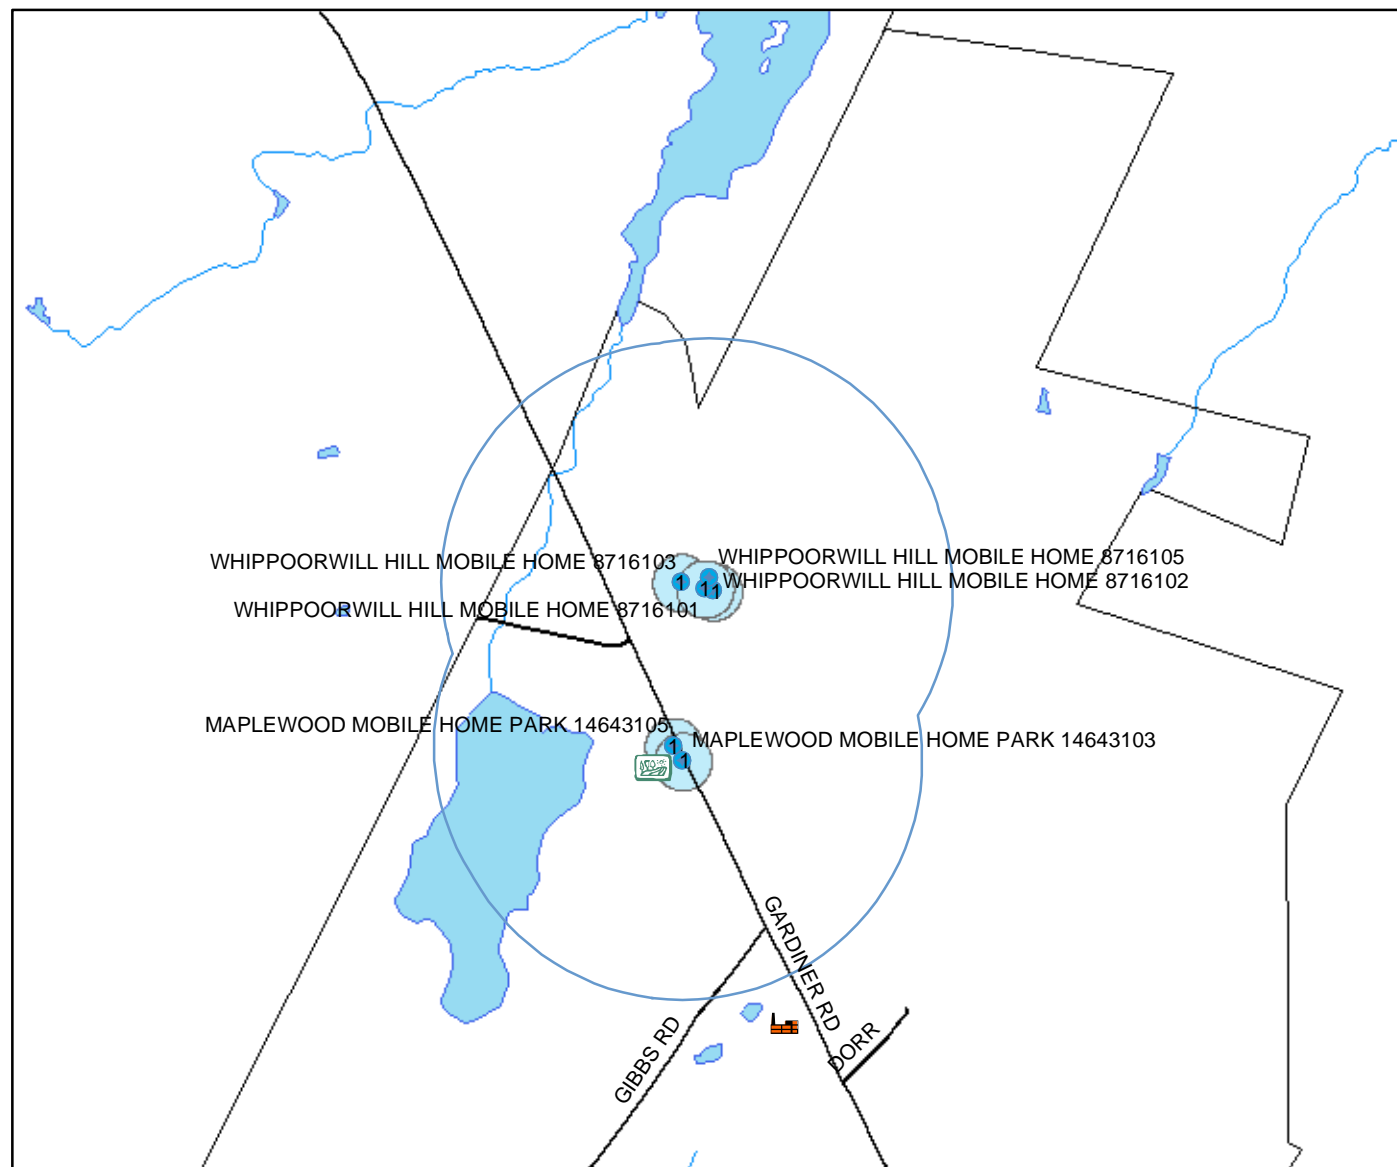 WHIPPOORWILL HILL MOBILE HOME 8716105
WHIPPOORWILL HILL MOBILE HOME 8716103
WHIPPOORWILL HILL MOBILE HOME 8716102
1
1
1
WHIPPOORWILL HILL MOBILE HOME 8716101
MAPLEWOOD MOBILE HOME PARK 14643105
MAPLEWOOD MOBILE HOME PARK 14643103
1
1
GARDINER RD
GIBBS RD
DORR